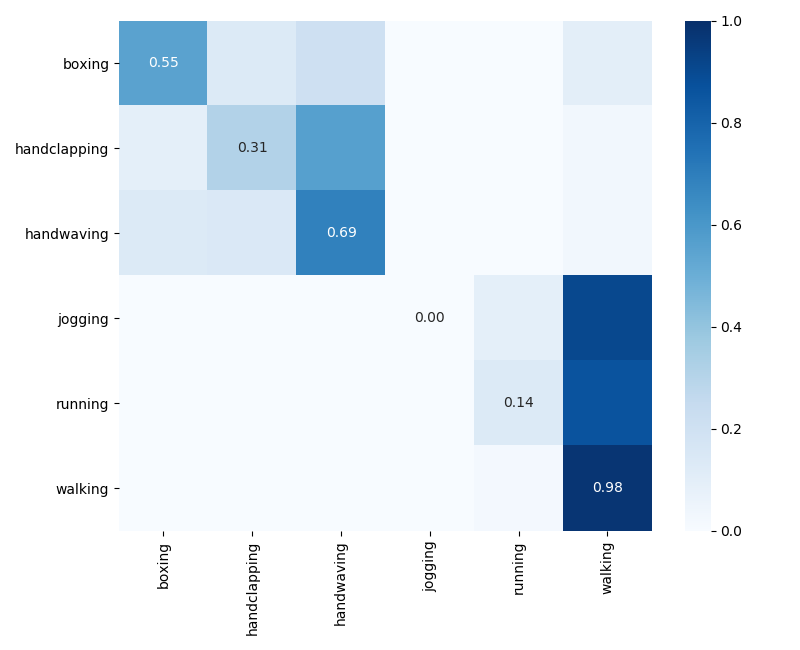 boxing
handclapping
handwaving
jogging
running
walking
0.55
0.31
0.69
0.00
0.14
0.98
boxing
handclapping
handwaving
jogging
running
walking
1.0
0.8
0.6
0.4
0.2
0.0